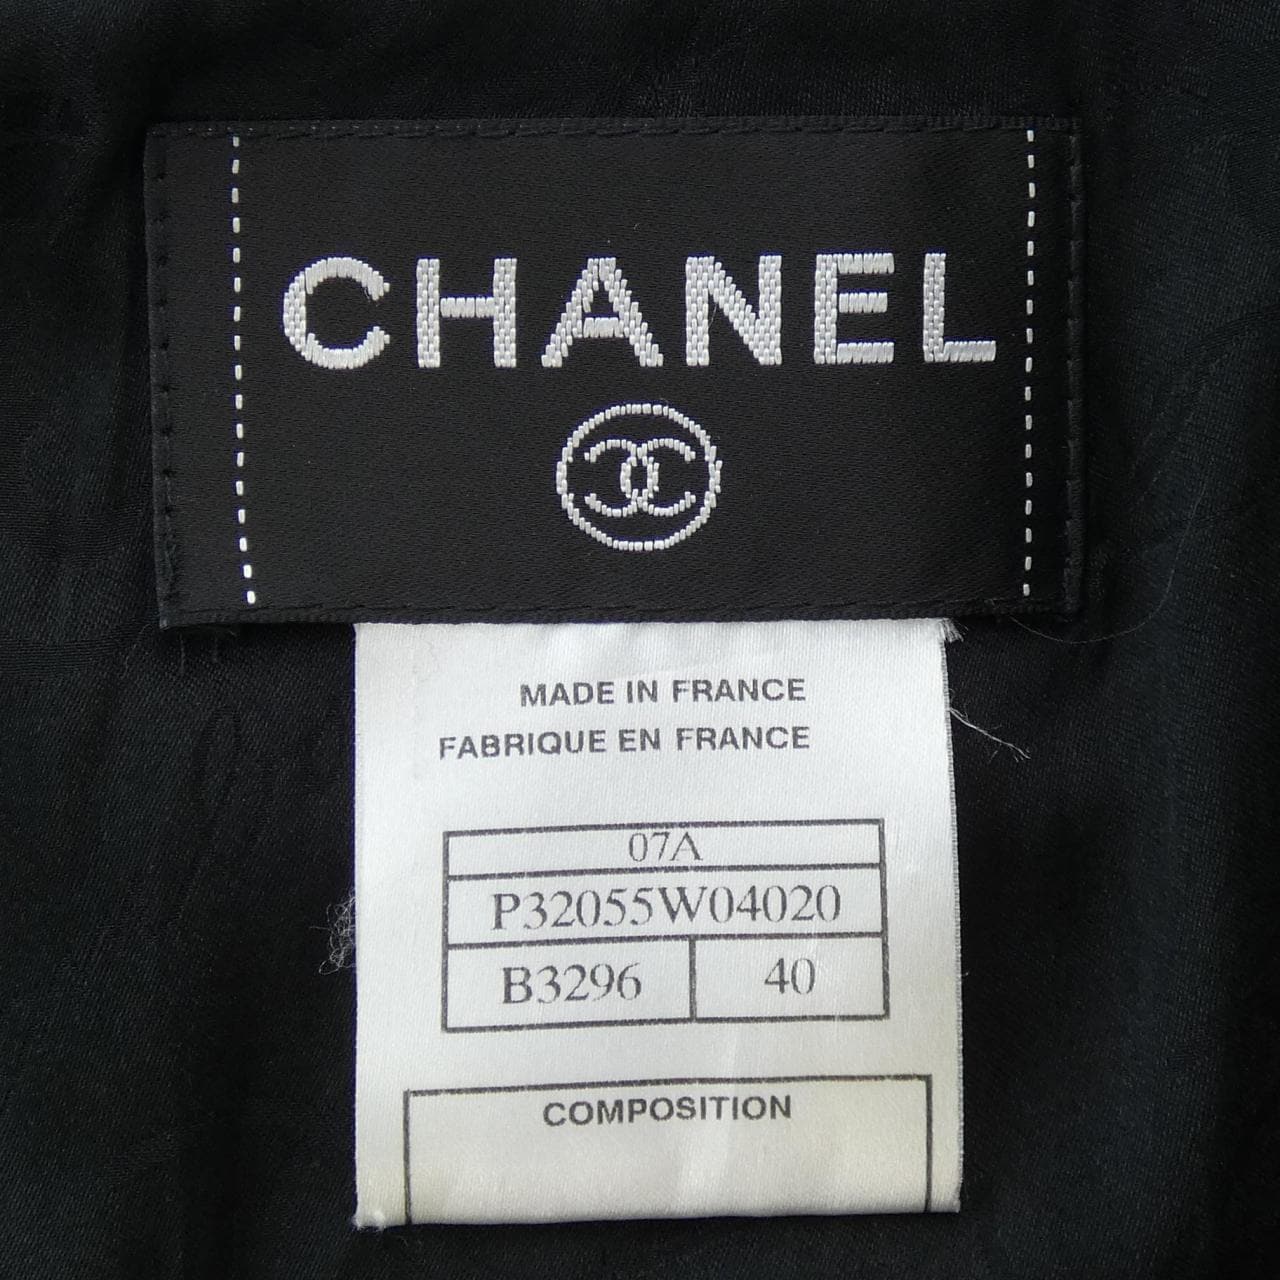 CHANEL
MADE IN FRANCE
FABRIQUE EN FRANCE
07A
P32055W04020
B3296 40
COMPOSITION